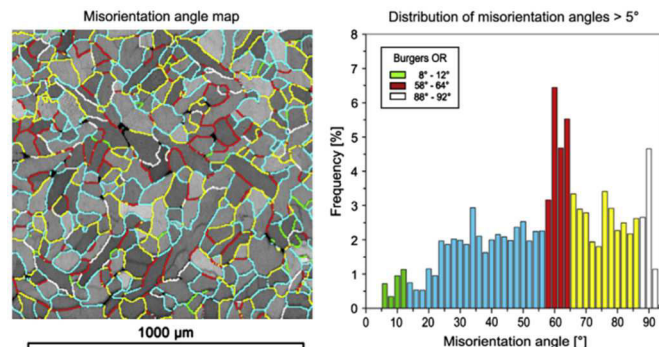 Misorientation angle map
1000 µm
Distribution of misorientation angles > 5°
Frequency [%]
8
7
6
5
4
3
2
1
0
Burgers OR
8° - 12°
58° - 64°
88° - 92°
0 10 20 30 40 50 60 70 80 90
Misorientation angle [°]